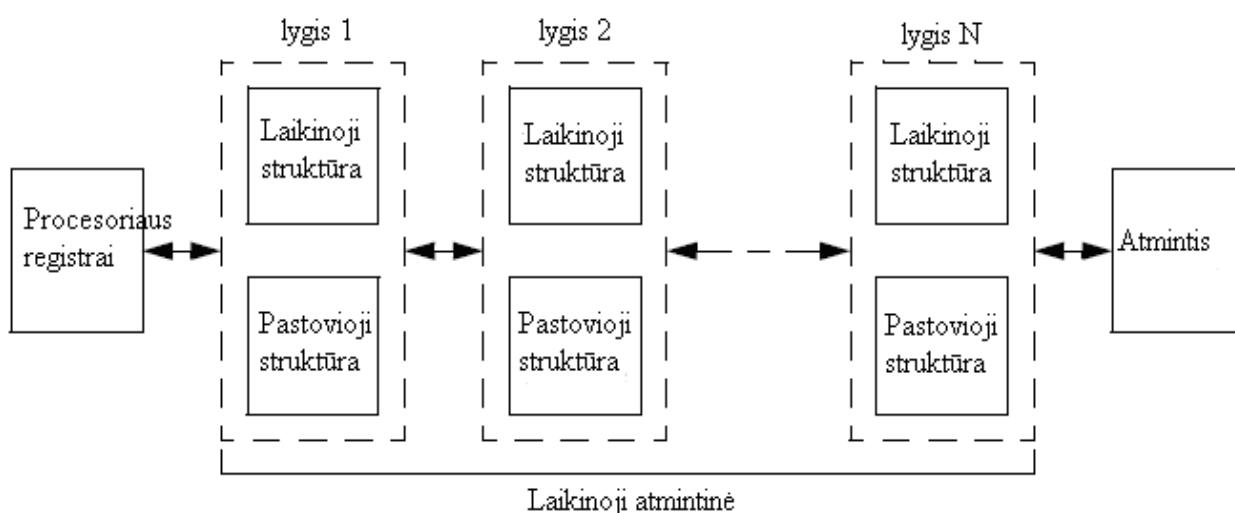 lygis 1
lygis 2
lygis N
Laikinoji
struktūra
Laikinoji
struktūra
Laikinoji
struktūra
Procesoriaus
registrai
Atmintis
Pastovioji
struktūra
Pastovioji
struktūra
Pastovioji
struktūra
Laikinoji atmintinė